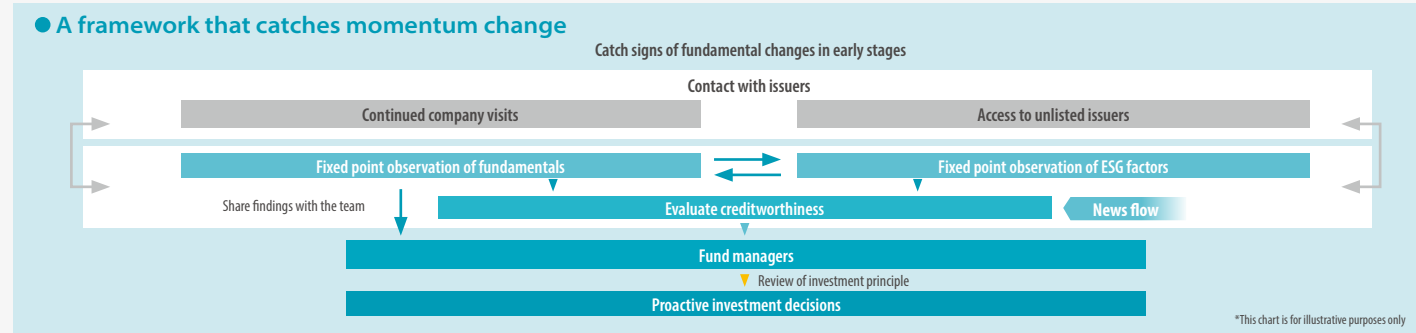 ● A framework that catches momentum change
Catch signs of fundamental changes in early stages
Contact with issuers
Continued company visits
Access to unlisted issuers
Fixed point observation of fundamentals
Fixed point observation of ESG factors
Share findings with the team
Evaluate creditworthiness
News flow
Fund managers
Review of investment principle
Proactive investment decisions
*This chart is for illustrative purposes only